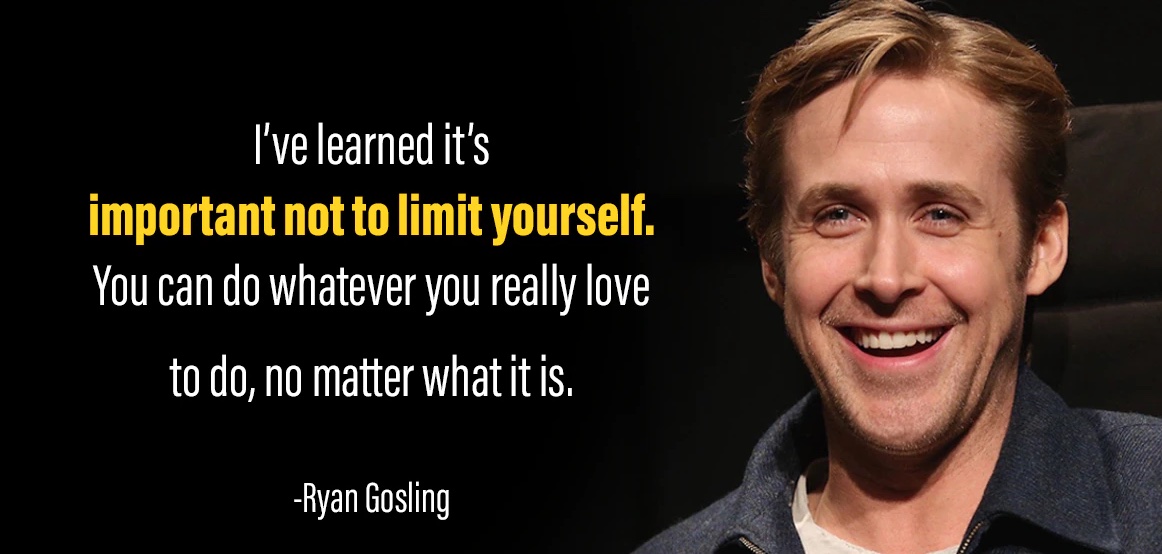 I’ve learned it’s
important not to limit yourself.
You can do whatever you really love
to do, no matter what it is.
-Ryan Gosling